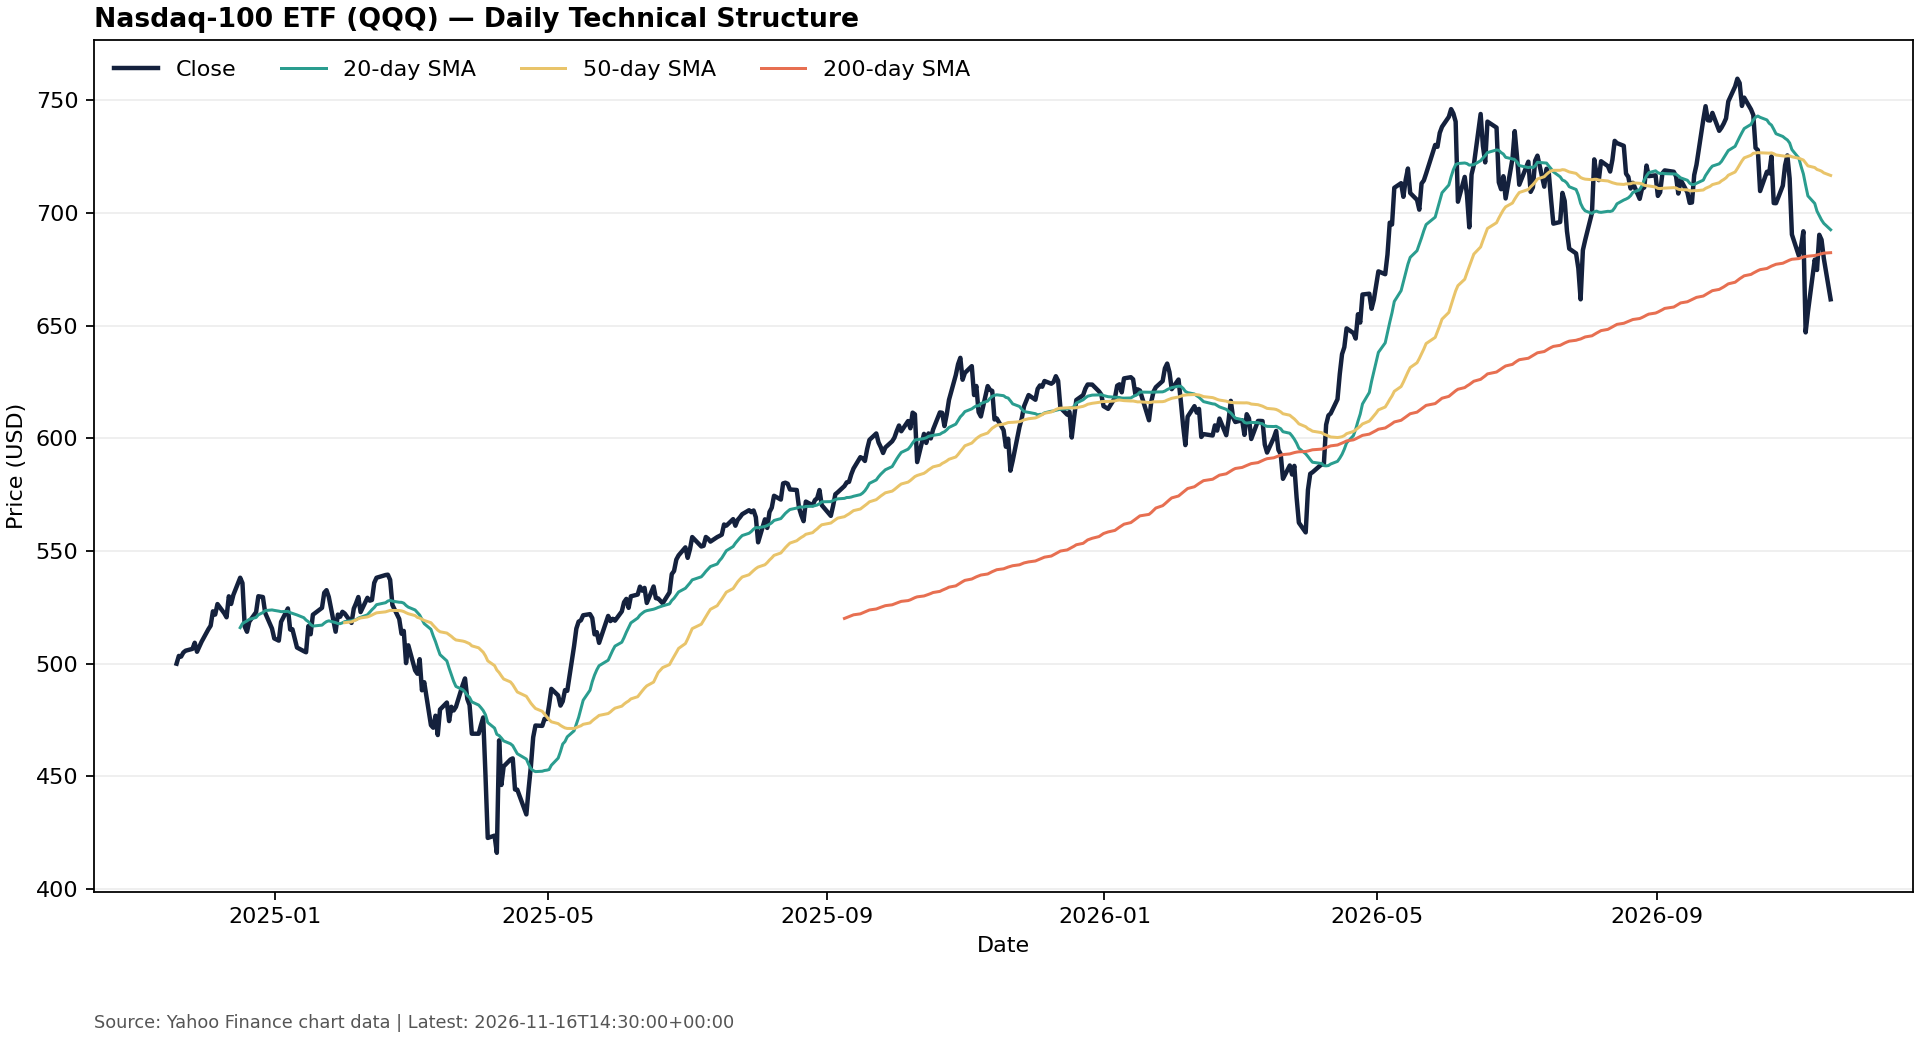 Nasdaq-100 ETF (QQQ) — Daily Technical Structure
Close 20-day SMA 50-day SMA 200-day SMA
750
700
650
600
550
500
450
400
Price (USD)
2025-01 2025-05 2025-09 2026-01 2026-05 2026-09
Date
Source: Yahoo Finance chart data | Latest: 2026-11-16T14:30:00+00:00